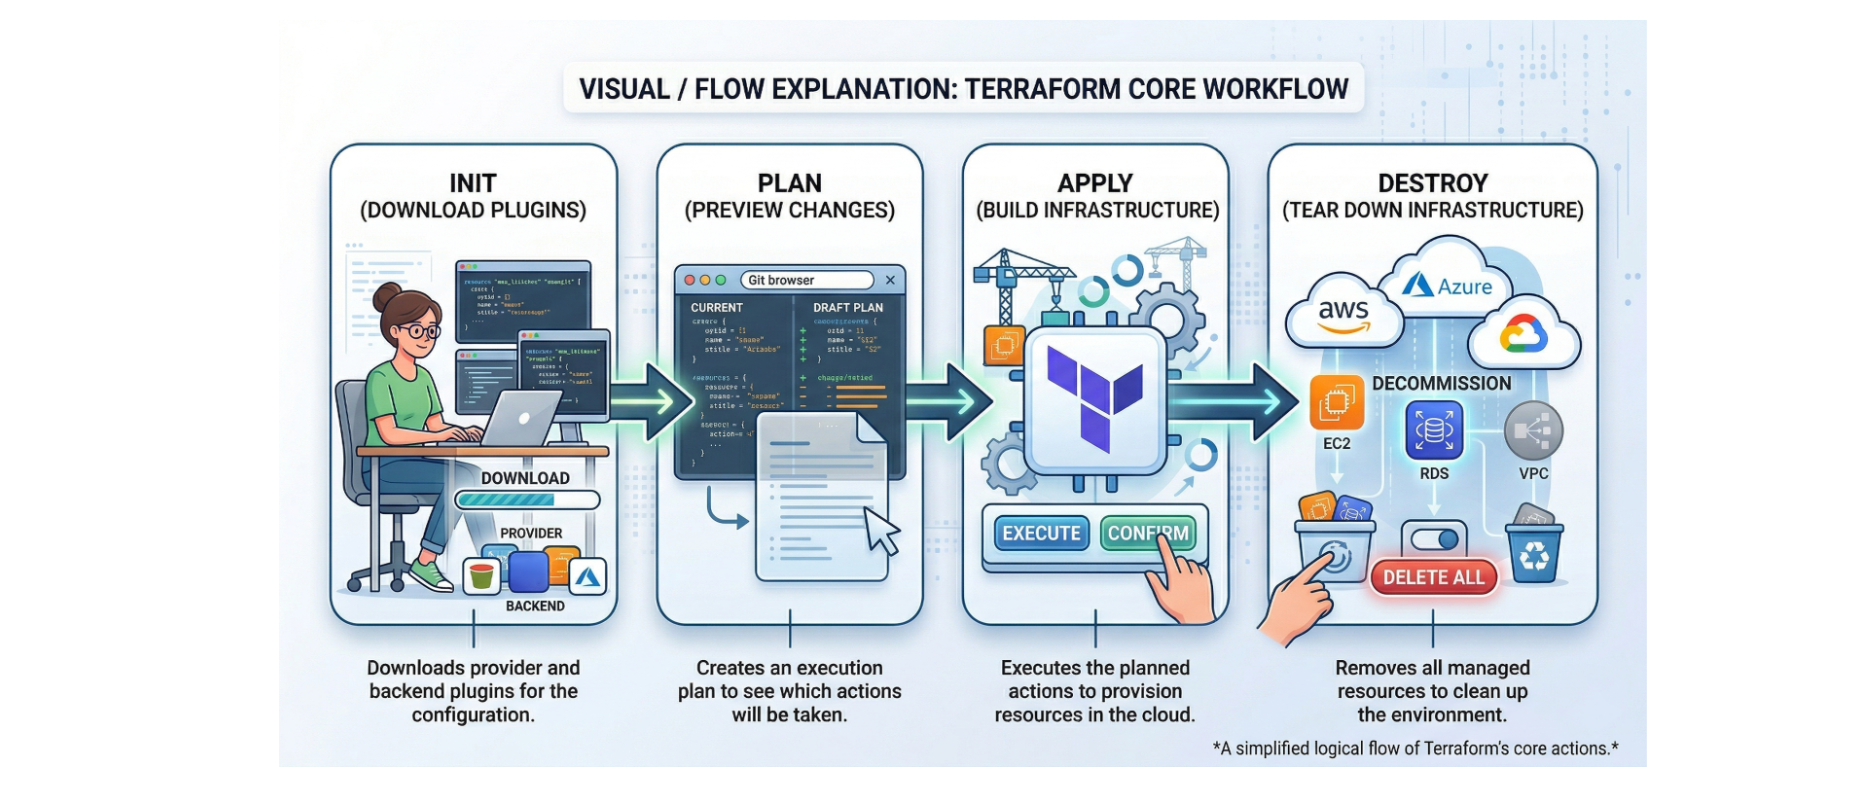 VISUAL / FLOW EXPLANATION: TERRAFORM CORE WORKFLOW
INIT
(DOWNLOAD PLUGINS)
DOWNLOAD
PROVIDER
BACKEND
Downloads provider and
backend plugins for the
configuration.
PLAN
(PREVIEW CHANGES)
Git browser
CURRENT
DRAFT PLAN
Creates an execution
plan to see which actions
will be taken.
APPLY
(BUILD INFRASTRUCTURE)
EXECUTE
CONFIRM
Executes the planned
actions to provision
resources in the cloud.
DESTROY
(TEAR DOWN INFRASTRUCTURE)
aws
Azure
DECOMMISSION
EC2
RDS
VPC
DELETE ALL
Removes all managed
resources to clean up
the environment.
*A simplified logical flow of Terraform's core actions.*